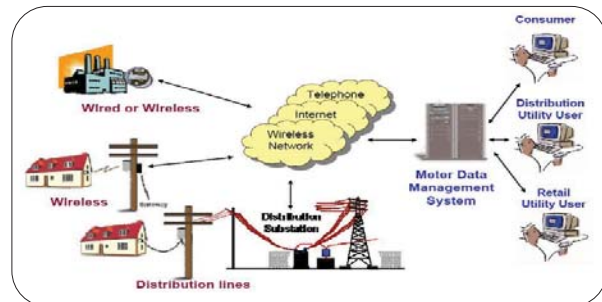 Consumer
Telephone
Internet
Wireless
Network
WIred or WIreless
Distribution
Utility User
Meter Data
Management
System
WIreless
Distribution
Substation
Retail
Utility User
Distribution lines